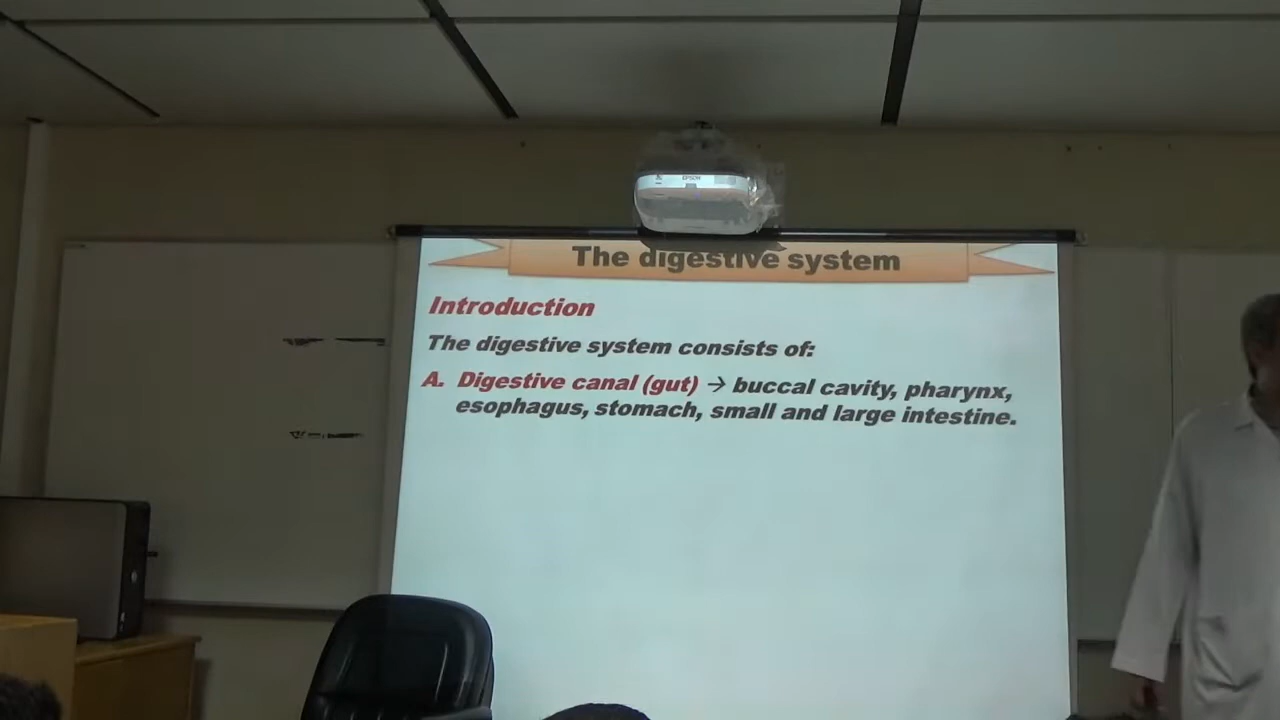 EPSON
The digestive system
Introduction
The digestive system consists of:
A. Digestive canal (gut) → buccal cavity, pharynx,
esophagus, stomach, small and large intestine.